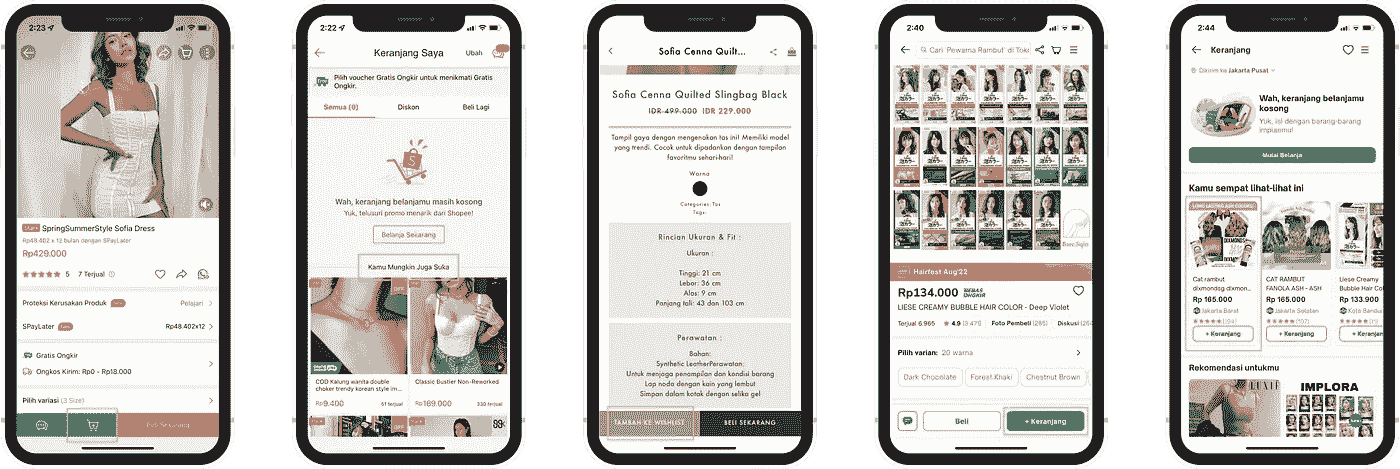 2:23
SpringSummerStyle Sofia Dress
Rp48.402 x 12 bulan dengan SPayLater
Rp429.000
5 7 Terjual
Proteksi Kerusakan Produk
Pelajari
SPayLater
Rp48.402x12
Gratis Ongkir
Ongkos Kirim: Rp0 - Rp18.000
Pilih variasi (3 Size)
Beli Sekarang
2:22
Keranjang Saya
Ubah
Pilih voucher Gratis Ongkir untuk menikmati Gratis
Ongkir.
Semua (0)
Diskon
Beli Lagi
Wah, keranjang belanjamu masih kosong
Yuk, telusuri promo menarik dari Shopee!
Belanja Sekarang
Kamu Mungkin Juga Suka
COD Kalung wanita double
choker trendy korean style im...
Rp9.400
51 terjual
Classic Bustier Non-Reworked
Rp169.000
330 terjual
Sofia Cenna Quilt...
Sofia Cenna Quilted Slingbag Black
IDR 499.000 IDR 229.000
Tampil gaya dengan mengenakan tas ini! Memiliki model
yang trendi. Cocok untuk dipadankan dengan tampilan
favoritmu sehari-hari!
Warna
Categories: Tas
Tags:
Rincian Ukuran & Fit :
Ukuran :
Tinggi: 21 cm
Lebar: 36 cm
Alas: 9 cm
Panjang tali: 43 dan 103 cm
Perawatan :
Bahan:
Synthetic LeatherPerawatan:
Untuk menjaga penampilan dan kondisi barang
Lap noda dengan kain yang lembut
Simpan dalam kotak dengan selika gel
TAMBAH KE WISHLIST
BELI SEKARANG
2:40
Cari 'Pewarna Rambut' di Toko
Hairfest Aug'22
Rp134.000
BEBAS
ONGKIR
LIESE CREAMY BUBBLE HAIR COLOR - Deep Violet
Terjual 6.965
4.9 (3.471)
Foto Pembeli (285)
Diskusi
Pilih varian: 20 warna
Dark Chocolate
Forest Khaki
Chestnut Brown
Beli
+ Keranjang
2:44
Keranjang
Dikirim ke Jakarta Pusat
Wah, keranjang belanjamu
kosong
Yuk, isi dengan barang-barang
impianmu!
Mulai Belanja
Kamu sempat lihat-lihat ini
Cat rambut
dixmondsg dixmon...
Rp 165.000
Jakarta Barat
+ Keranjang
CAT RAMBUT
FANOLA ASH - ASH
Rp 165.000
Jakarta Selatan
+ Keranjang
Liese Creamy
Bubble Hair Col
Rp 133.900
Kota Bandu
+ Keranjang
Rekomendasi untukmu
IMPLORA